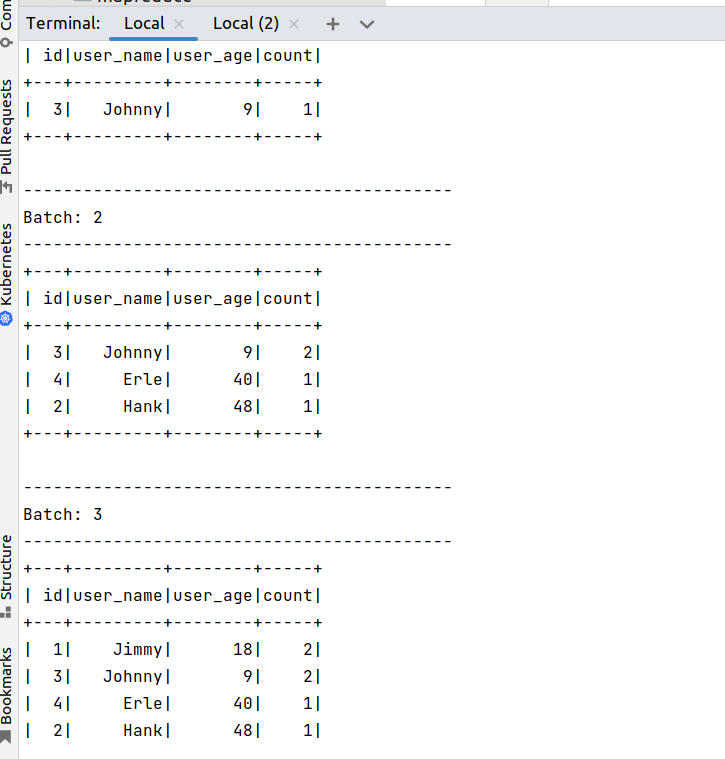 mapreduce
Terminal: Local × Local (2) × +
| id|user_name|user_age|count|
+---+---------+--------+-----+
|  3|   Johnny|       9|    1|
+---+---------+--------+-----+
-------------------------------------------
Batch: 2
-------------------------------------------
+---+---------+--------+-----+
| id|user_name|user_age|count|
+---+---------+--------+-----+
|  3|   Johnny|       9|    2|
|  4|     Erle|      40|    1|
|  2|     Hank|      48|    1|
+---+---------+--------+-----+
-------------------------------------------
Batch: 3
-------------------------------------------
+---+---------+--------+-----+
| id|user_name|user_age|count|
+---+---------+--------+-----+
|  1|    Jimmy|      18|    2|
|  3|   Johnny|       9|    2|
|  4|     Erle|      40|    1|
|  2|     Hank|      48|    1|
Com
Pull Requests
Kubernetes
Structure
Bookmarks